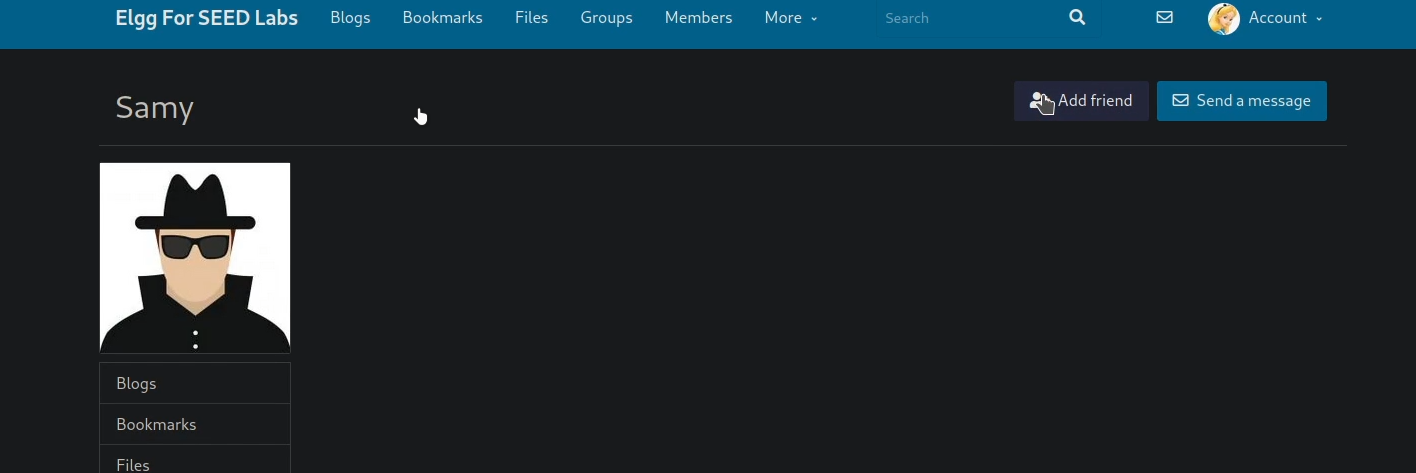 Elgg For SEED Labs Blogs Bookmarks Files Groups Members More Search Account
Samy Add friend Send a message
Blogs
Bookmarks
Files